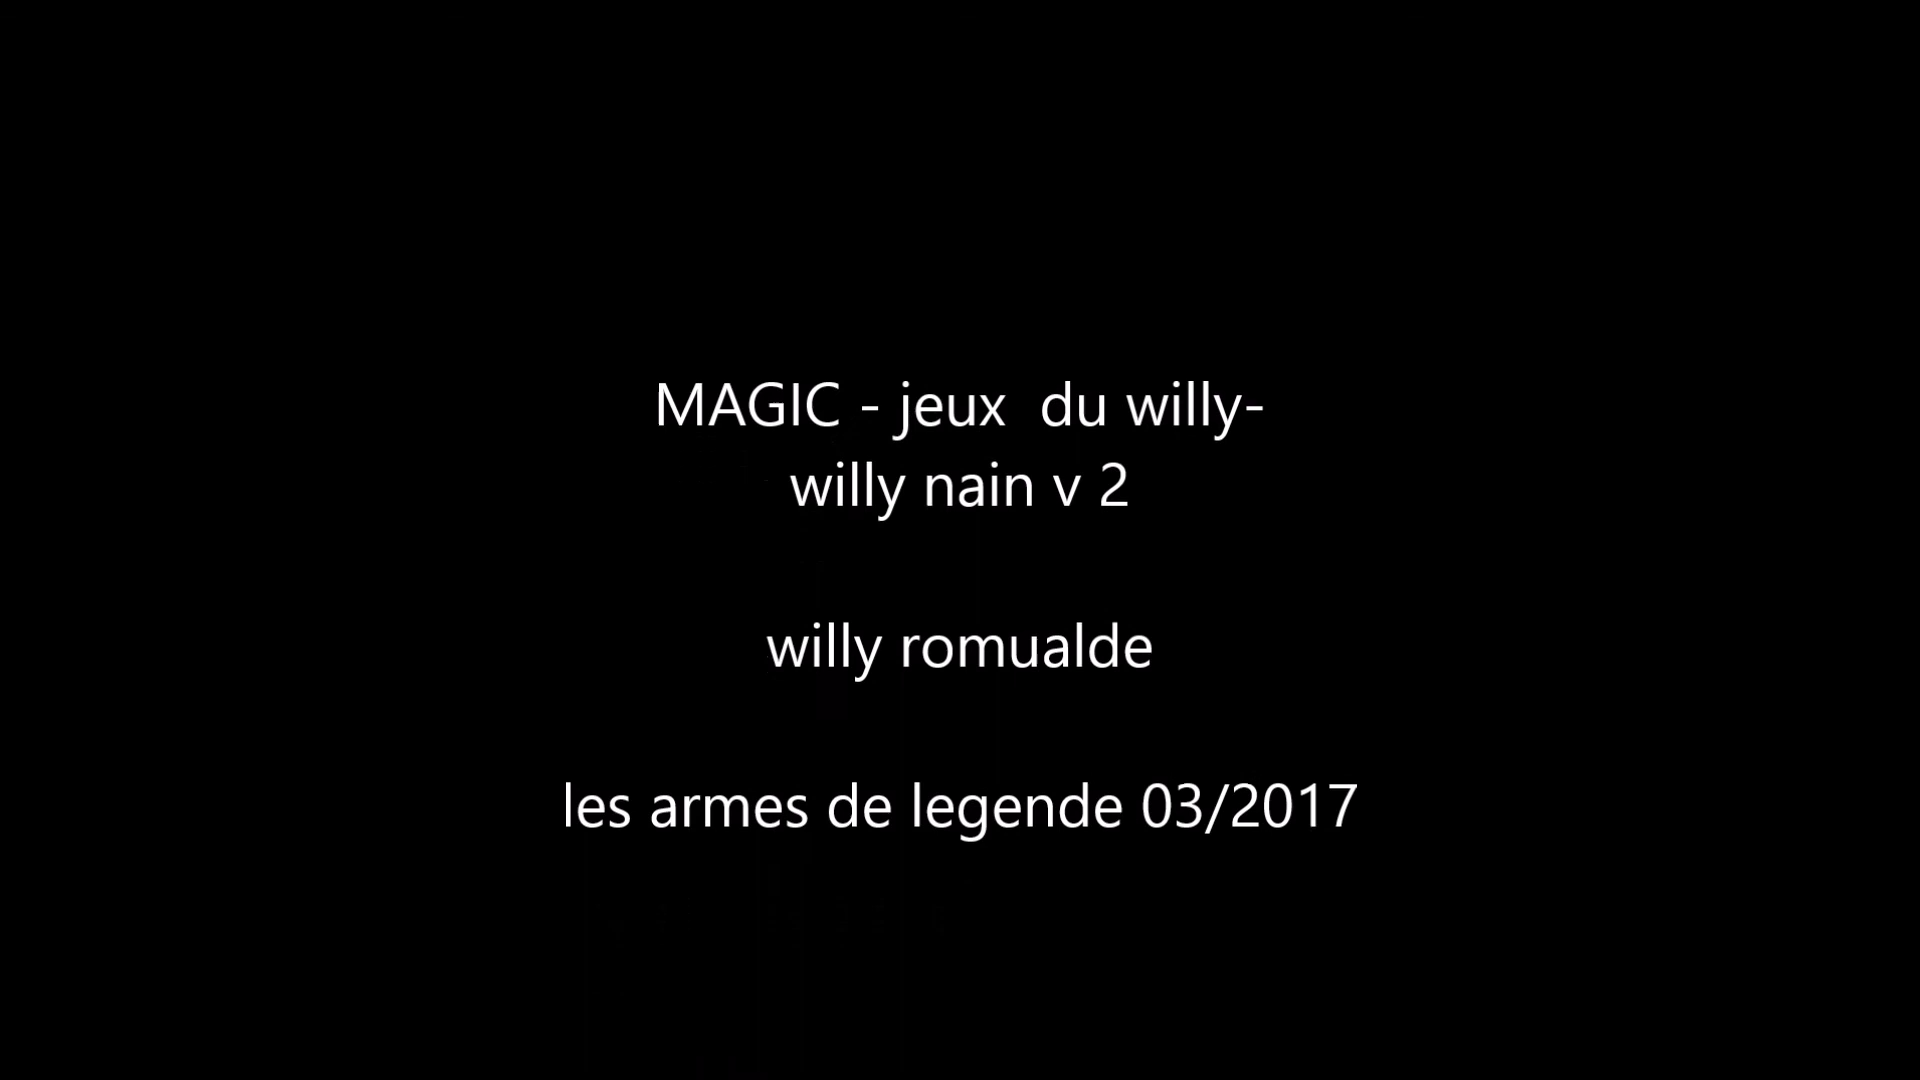 MAGIC - jeux  du willy-
willy nain v 2
willy romualde
les armes de legende 03/2017